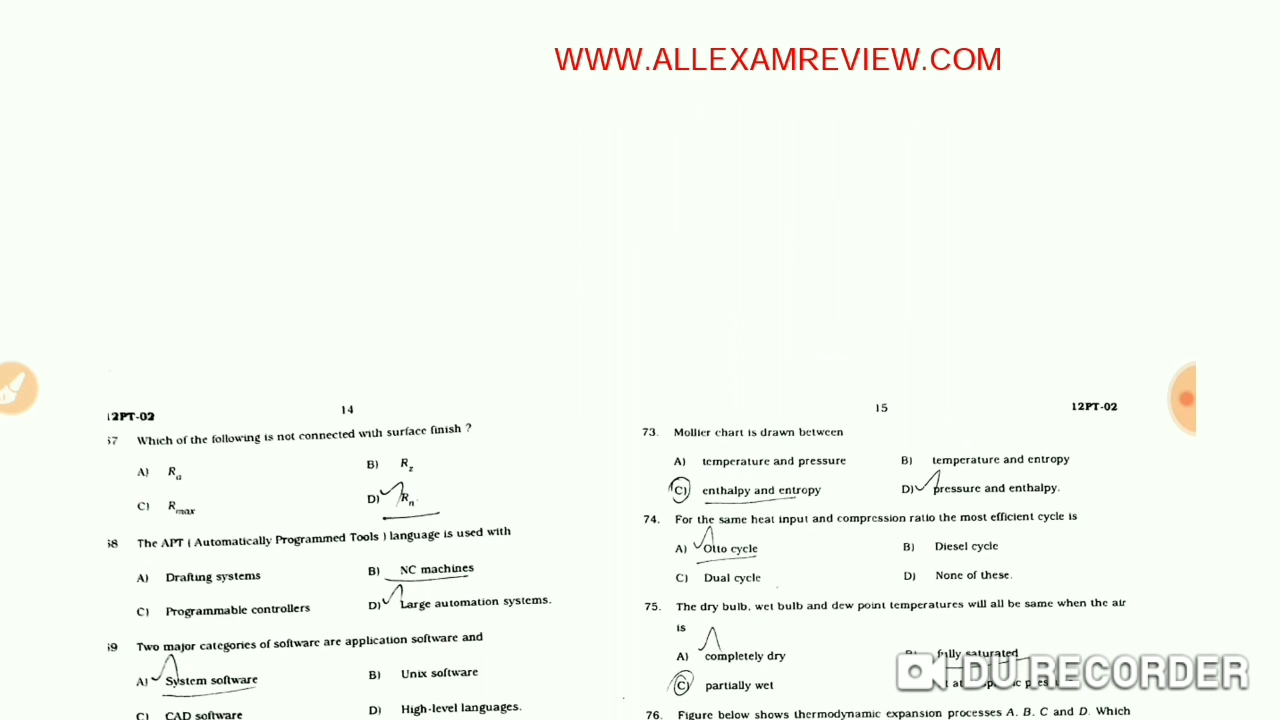 WWW.ALLEXAMREVIEW.COM
12PT-02
14
67 Which of the following is not connected with surface finish ?
A) Ra
B) Rz
C) Rmax
D) Rn.
68 The APT ( Automatically Programmed Tools ) language is used with
A) Drafting systems
B) NC machines
C) Programmable controllers
D) Large automation systems.
69 Two major categories of software are application software and
A) System software
B) Unix software
C) CAD software
D) High-level languages.
15
12PT-02
73. Mollier chart is drawn between
A) temperature and pressure
B) temperature and entropy
C) enthalpy and entropy
D) pressure and enthalpy.
74. For the same heat input and compression ratio the most efficient cycle is
A) Otto cycle
B) Diesel cycle
C) Dual cycle
D) None of these.
75. The dry bulb, wet bulb and dew point temperatures will all be same when the air
is
A) completely dry
B) fully saturated
C) partially wet
76. Figure below shows thermodynamic expansion processes A, B, C and D. Which
DU RECORDER